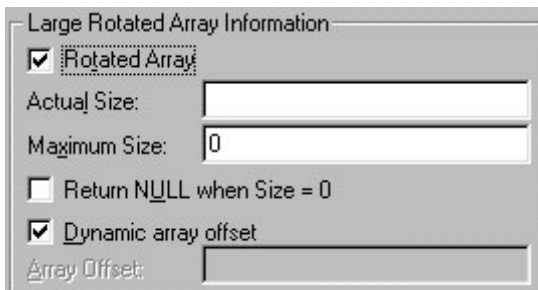 Large Rotated Array Information
Rotated Array
Actual Size:
Maximum Size: 0
Return NULL when Size = 0
Dynamic array offset
Array Offset: